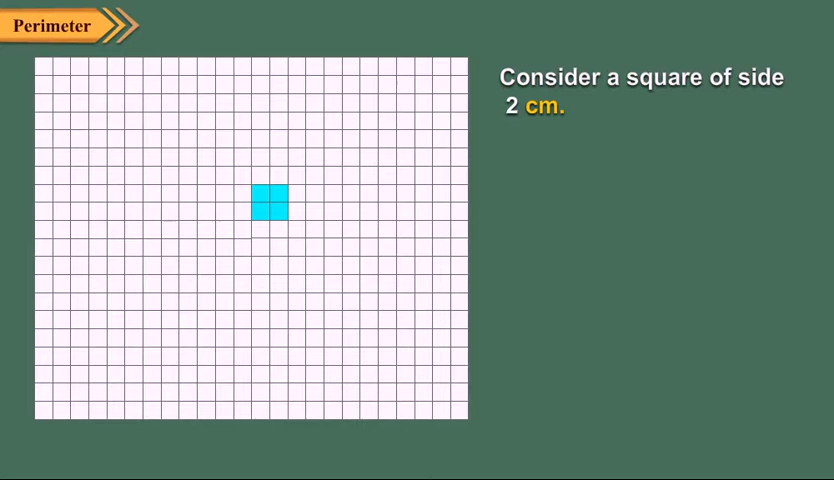 Perimeter
Consider a square of side
2 cm.